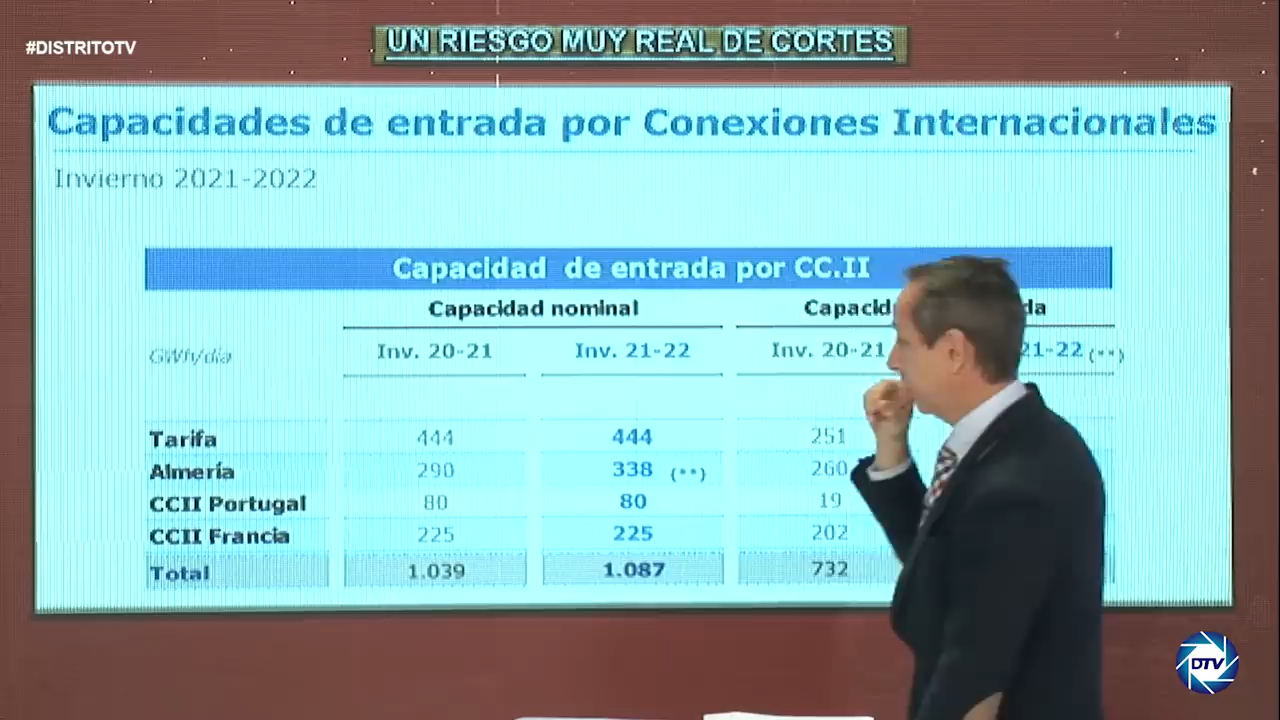 #DISTRITOTV
UN RIESGO MUY REAL DE CORTES
Capacidades de entrada por Conexiones Internacionales
Invierno 2021-2022
Capacidad de entrada por CC.II
Capacidad nominal
GWh/día Inv. 20-21 Inv. 21-22 Inv. 20-21 21-22 (**)
Tarifa 444 444 251
Almería 290 338 (**) 260
CCII Portugal 80 80 19
CCII Francia 225 225 202
Total 1.039 1.087 732
DTV